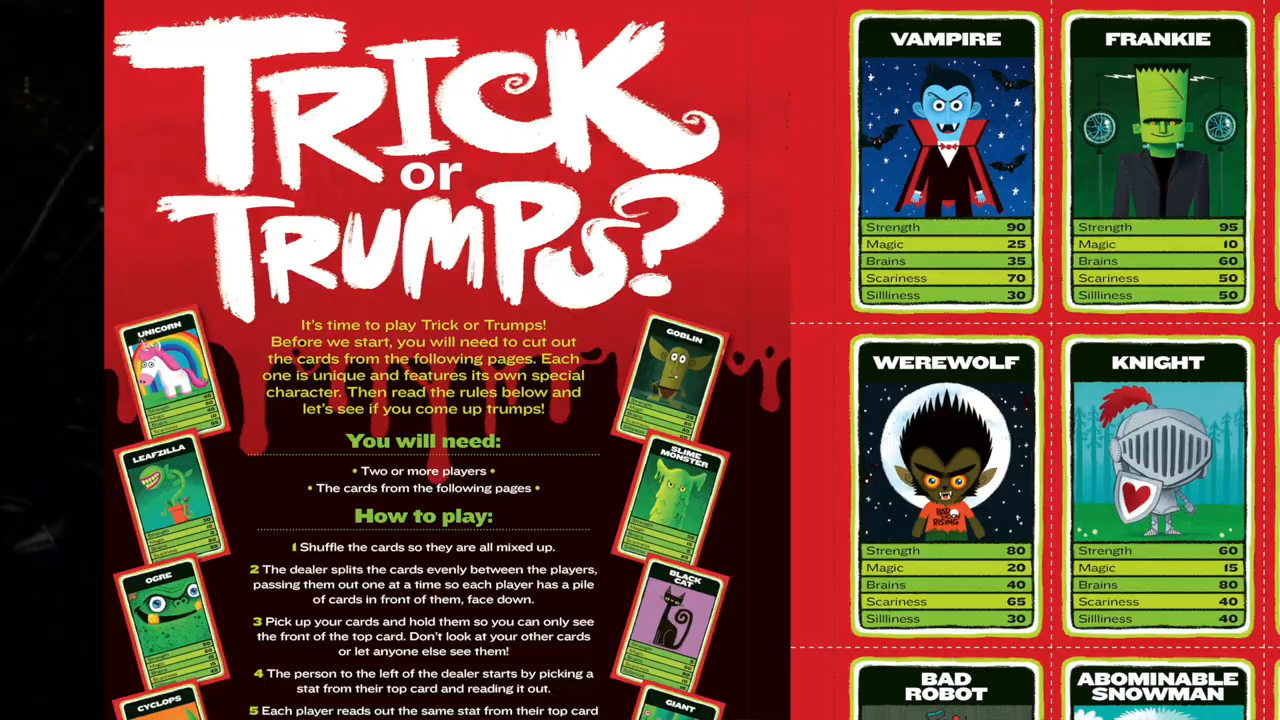 TRICK
or
TRUMPS?
It's time to play Trick or Trumps!
Before we start, you will need to cut out
the cards from the following pages. Each
one is unique and features its own special
character. Then read the rules below and
let's see if you come up trumps!
You will need:
• Two or more players •
• The cards from the following pages •
How to play:
1 Shuffle the cards so they are all mixed up.
2 The dealer splits the cards evenly between the players,
passing them out one at a time so each player has a pile
of cards in front of them, face down.
3 Pick up your cards and hold them so you can only see
the front of the top card. Don't look at your other cards
or let anyone else see them!
4 The person to the left of the dealer starts by picking a
stat from their top card and reading it out.
5 Each player reads out the same stat from their top card
UNICORN
LEAFZILLA
OGRE
CYCLOPS
GOBLIN
SLIME
MONSTER
BLACK
CAT
GIANT
VAMPIRE
Strength 90
Magic 25
Brains 35
Scariness 70
Sillliness 30
FRANKIE
Strength 95
Magic 10
Brains 60
Scariness 50
Sillliness 50
WEREWOLF
BAD
MOON
RISING
Strength 80
Magic 20
Brains 40
Scariness 65
Sillliness 30
KNIGHT
Strength 60
Magic 15
Brains 80
Scariness 40
Sillliness 40
BAD
ROBOT
ABOMINABLE
SNOWMAN